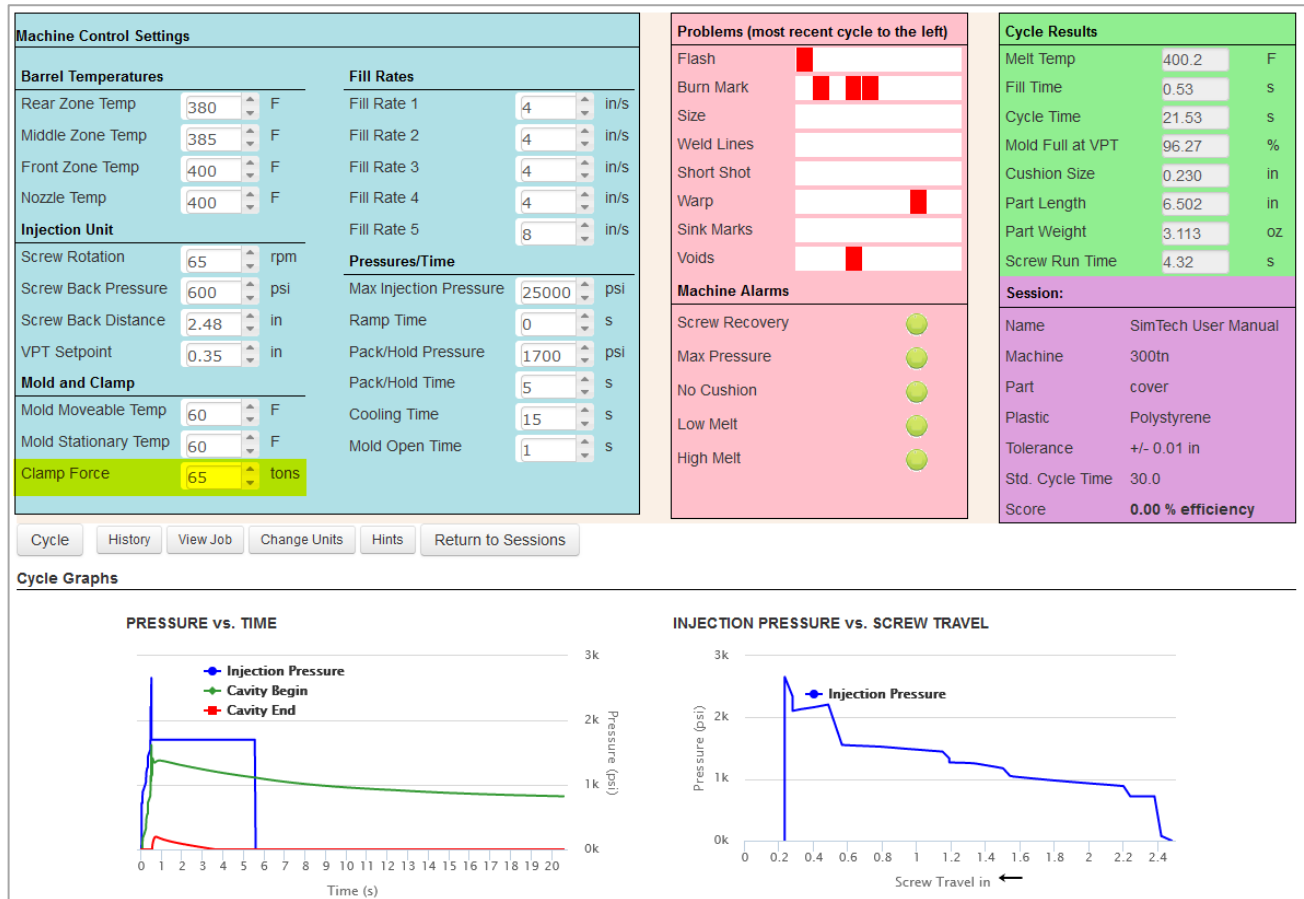 Machine Control Settings
Barrel Temperatures
Rear Zone Temp 380 F
Middle Zone Temp 385 F
Front Zone Temp 400 F
Nozzle Temp 400 F
Injection Unit
Screw Rotation 65 rpm
Screw Back Pressure 600 psi
Screw Back Distance 2.48 in
VPT Setpoint 0.35 in
Mold and Clamp
Mold Moveable Temp 60 F
Mold Stationary Temp 60 F
Clamp Force 65 tons
Fill Rates
Fill Rate 1 4 in/s
Fill Rate 2 4 in/s
Fill Rate 3 4 in/s
Fill Rate 4 4 in/s
Fill Rate 5 8 in/s
Pressures/Time
Max Injection Pressure 25000 psi
Ramp Time 0 s
Pack/Hold Pressure 1700 psi
Pack/Hold Time 5 s
Cooling Time 15 s
Mold Open Time 1 s
Problems (most recent cycle to the left)
Flash
Burn Mark
Size
Weld Lines
Short Shot
Warp
Sink Marks
Voids
Machine Alarms
Screw Recovery
Max Pressure
No Cushion
Low Melt
High Melt
Cycle Results
Melt Temp 400.2 F
Fill Time 0.53 s
Cycle Time 21.53 s
Mold Full at VPT 96.27 %
Cushion Size 0.230 in
Part Length 6.502 in
Part Weight 3.113 oz
Screw Run Time 4.32 s
Session:
Name SimTech User Manual
Machine 300tn
Part cover
Plastic Polystyrene
Tolerance +/- 0.01 in
Std. Cycle Time 30.0
Score 0.00 % efficiency
Cycle History View Job Change Units Hints Return to Sessions
Cycle Graphs
PRESSURE vs. TIME
Injection Pressure
Cavity Begin
Cavity End
3k
2k
1k
0k
Pressure (psi)
0 1 2 3 4 5 6 7 8 9 10 11 12 13 14 15 16 17 18 19 20
Time (s)
INJECTION PRESSURE vs. SCREW TRAVEL
Injection Pressure
3k
2k
1k
0k
Pressure (psi)
0 0.2 0.4 0.6 0.8 1 1.2 1.4 1.6 1.8 2 2.2 2.4
Screw Travel in ←